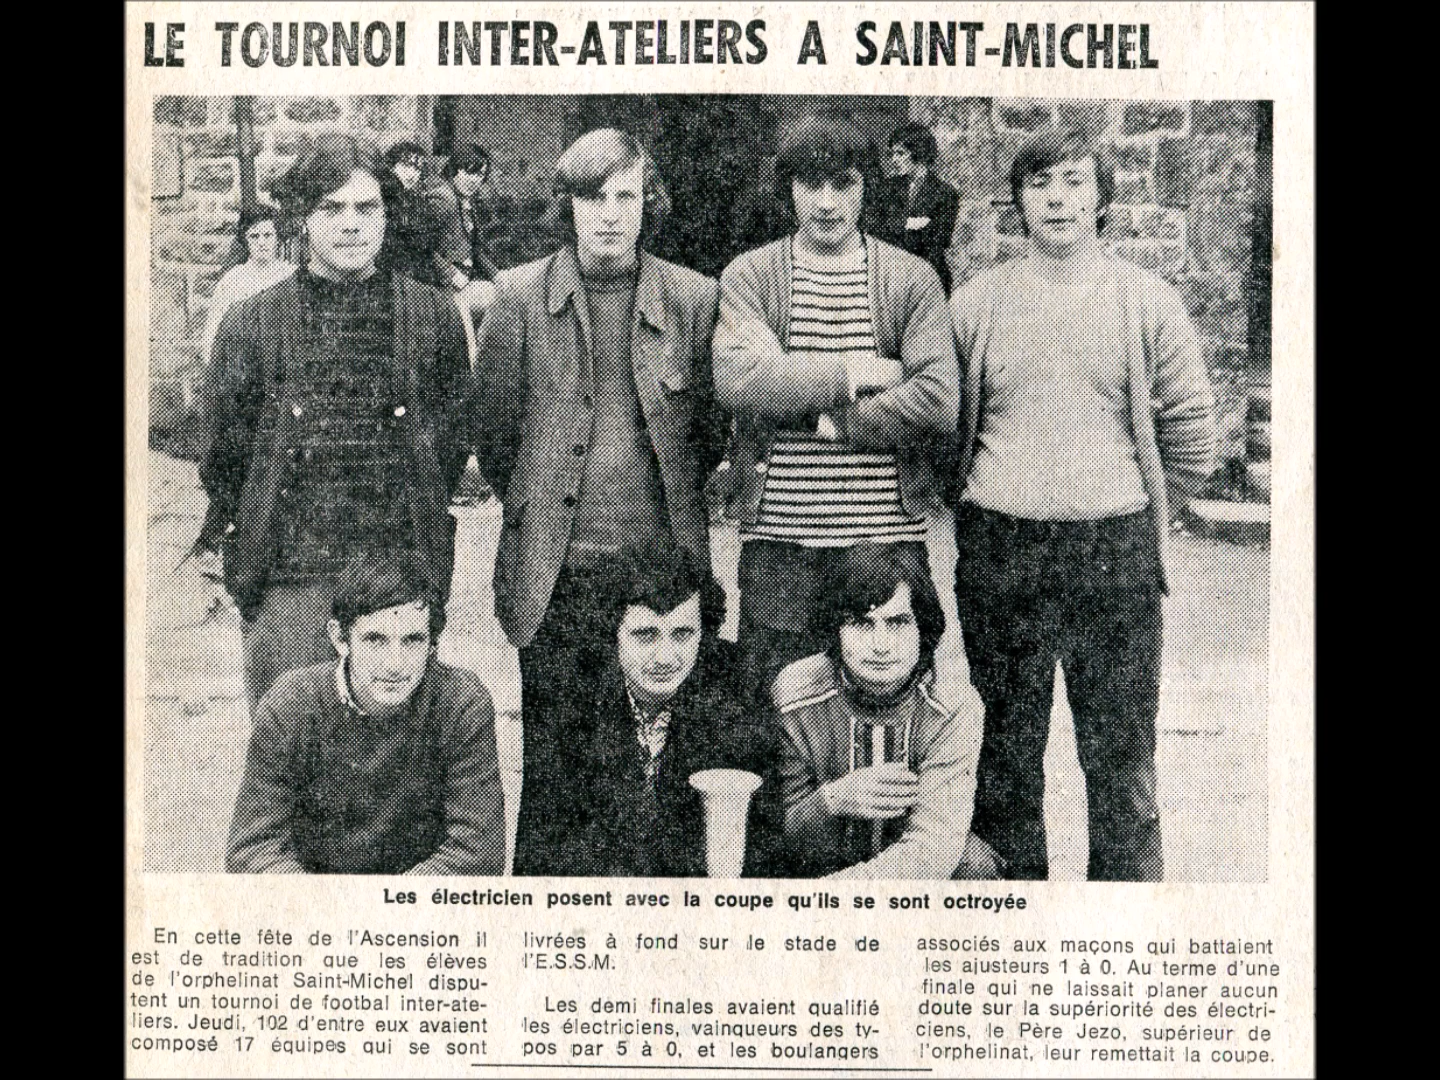 LE TOURNOI INTER-ATELIERS A SAINT-MICHEL
Les électricien posent avec la coupe qu'ils se sont octroyée
En cette fête de l'Ascension il
est de tradition que les élèves
de l'orphelinat Saint-Michel dispu-
tent un tournoi de footbal inter-ate-
liers. Jeudi, 102 d'entre eux avaient
composé 17 équipes qui se sont
livrées à fond sur le stade de
l'E.S.S.M.
Les demi finales avaient qualifié
les électriciens, vainqueurs des ty-
pos par 5 à 0, et les boulangers
associés aux maçons qui battaient
les ajusteurs 1 à 0. Au terme d'une
finale qui ne laissait planer aucun
doute sur la supériorité des électri-
ciens, le Père Jezo, supérieur de
l'orphelinat, leur remettait la coupe.